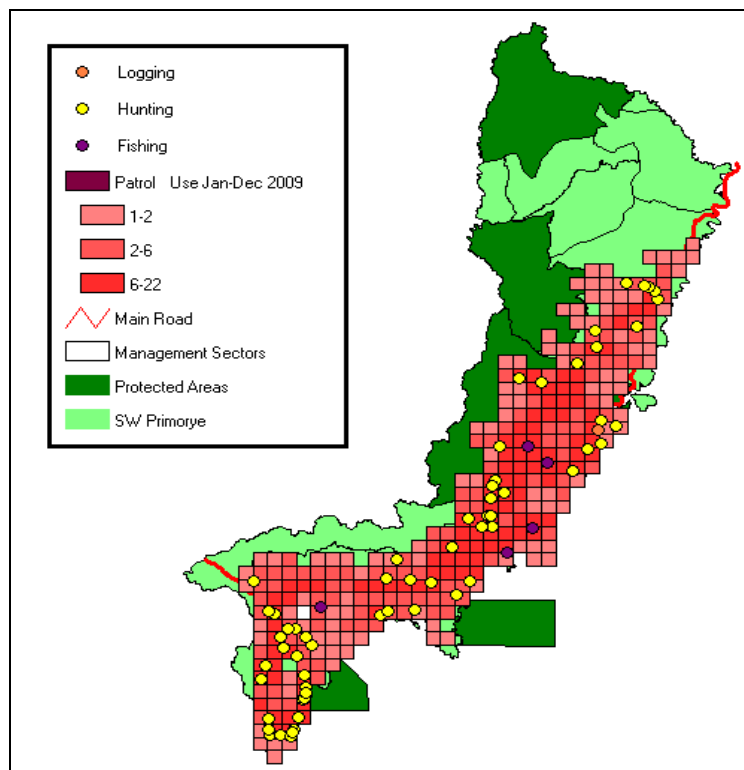 Logging
Hunting
Fishing
Patrol Use Jan-Dec 2009
1-2
2-6
6-22
Main Road
Management Sectors
Protected Areas
SW Primorye